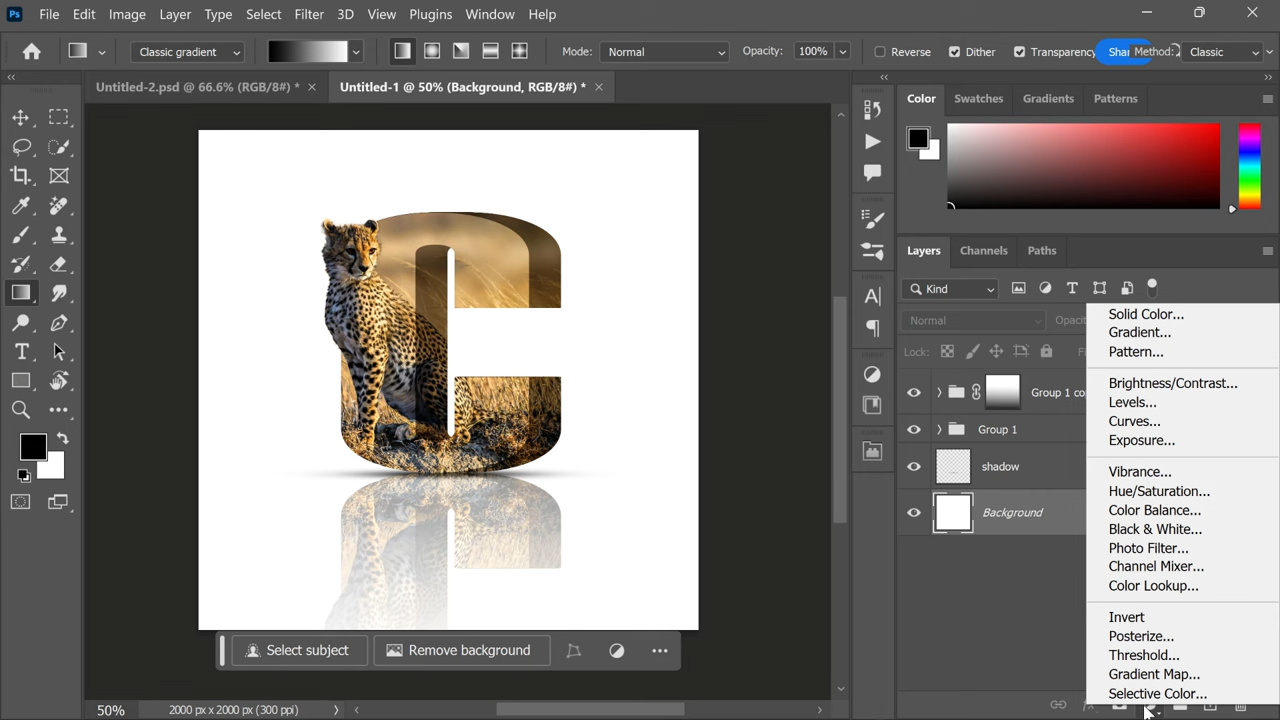 Ps File Edit Image Layer Type Select Filter 3D View Plugins Window Help
Classic gradient Mode: Normal Opacity: 100% Reverse Dither Transparency Method: Classic
Untitled-2.psd @ 66.6% (RGB/8#) * Untitled-1 @ 50% (Background, RGB/8#) *
Color Swatches Gradients Patterns
Layers Channels Paths
Kind
Normal
Lock:
Group 1
shadow
Background
Solid Color...
Gradient...
Pattern...
Brightness/Contrast...
Levels...
Curves...
Exposure...
Vibrance...
Hue/Saturation...
Color Balance...
Black & White...
Photo Filter...
Channel Mixer...
Color Lookup...
Invert
Posterize...
Threshold...
Gradient Map...
Selective Color...
C
Select subject Remove background
50% 2000 px x 2000 px (300 ppi)